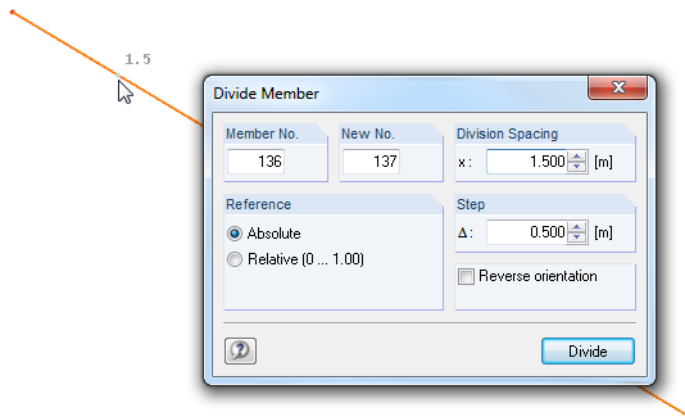 1.5
Divide Member
Member No.
136
New No.
137
Division Spacing
x : 1.500 [m]
Reference
Absolute
Relative (0 ... 1.00)
Step
Δ : 0.500 [m]
Reverse orientation
Divide